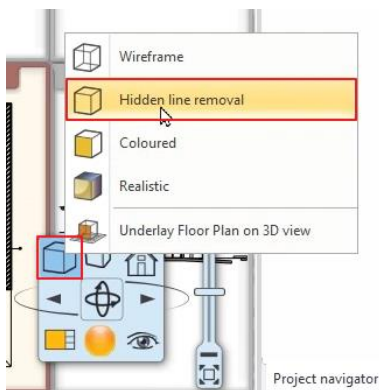 Wireframe
Hidden line removal
Coloured
Realistic
Underlay Floor Plan on 3D view
Project navigator